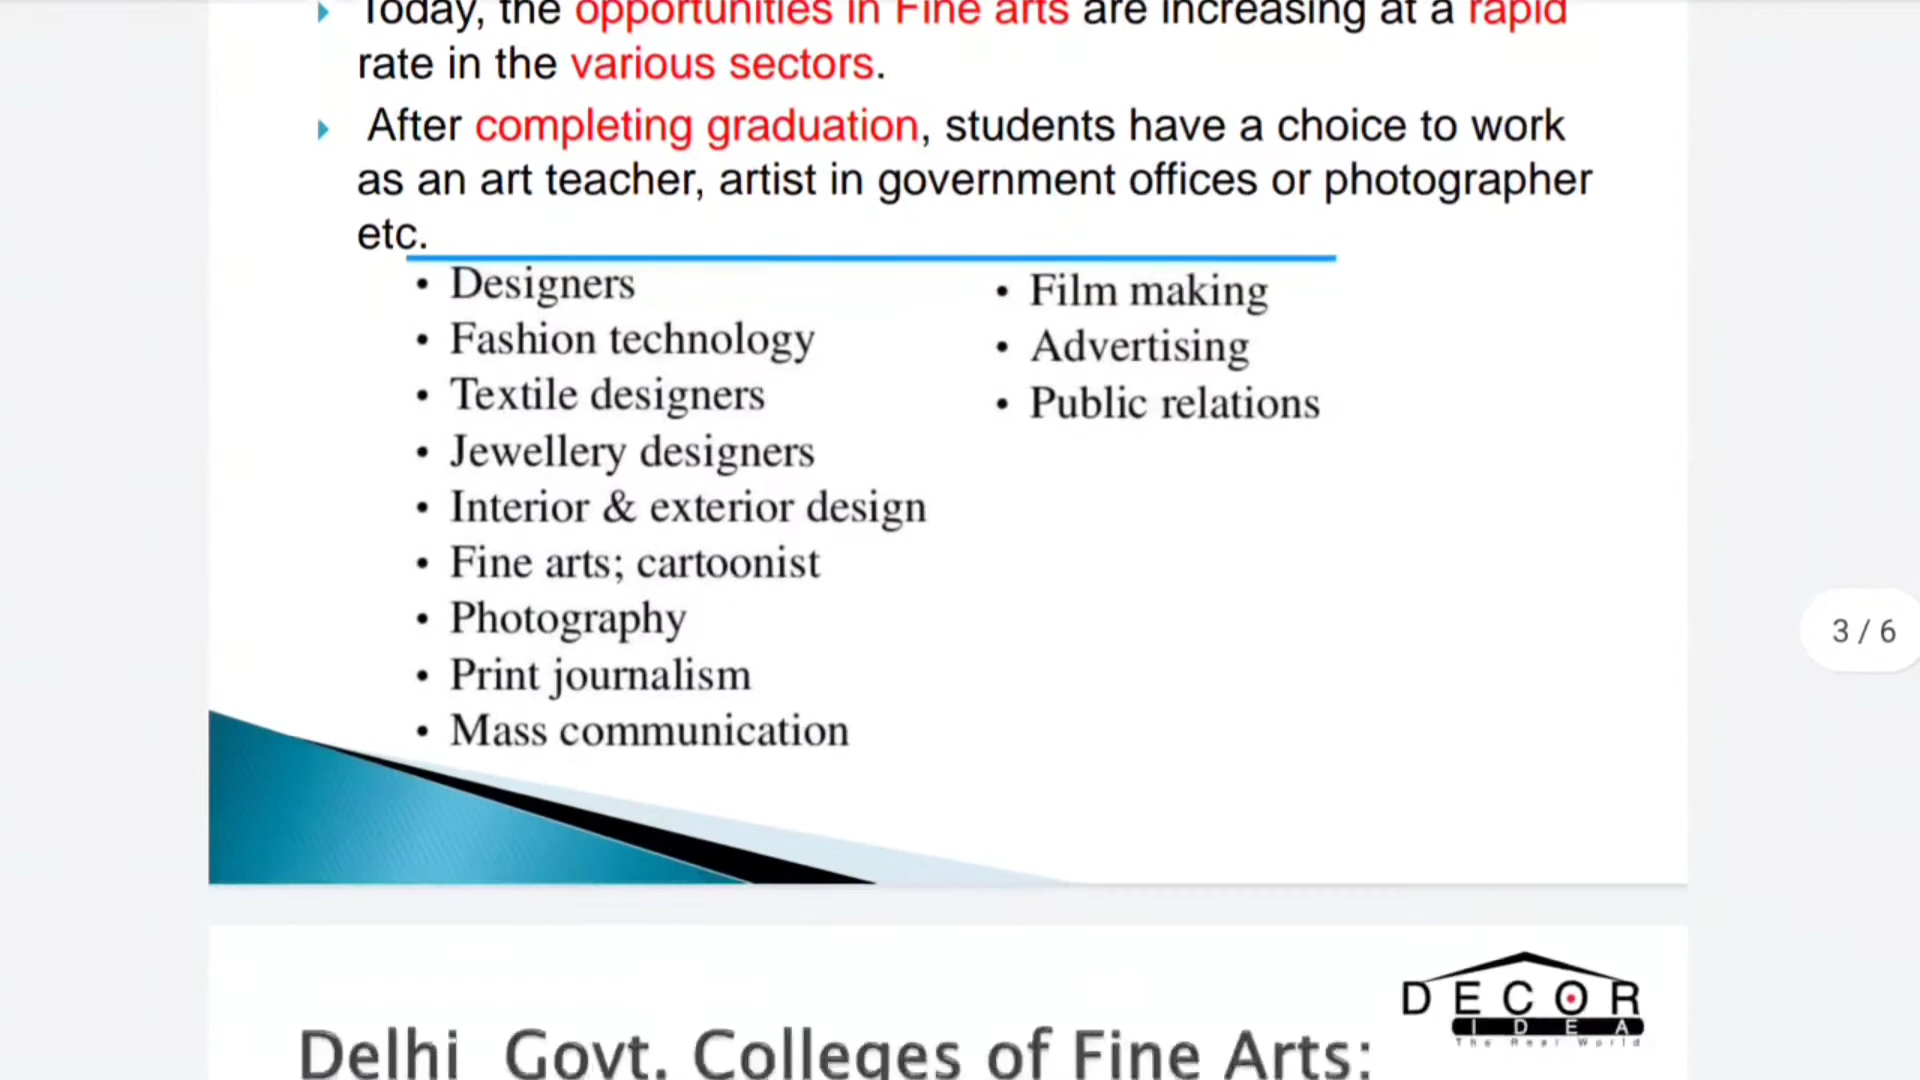 Today, the opportunities in Fine arts are increasing at a rapid
rate in the various sectors.
After completing graduation, students have a choice to work
as an art teacher, artist in government offices or photographer
etc.
• Designers
• Fashion technology
• Textile designers
• Jewellery designers
• Interior & exterior design
• Fine arts; cartoonist
• Photography
• Print journalism
• Mass communication
• Film making
• Advertising
• Public relations
3 / 6
DECOR
IDEA
The Real World
Delhi Govt. Colleges of Fine Arts: